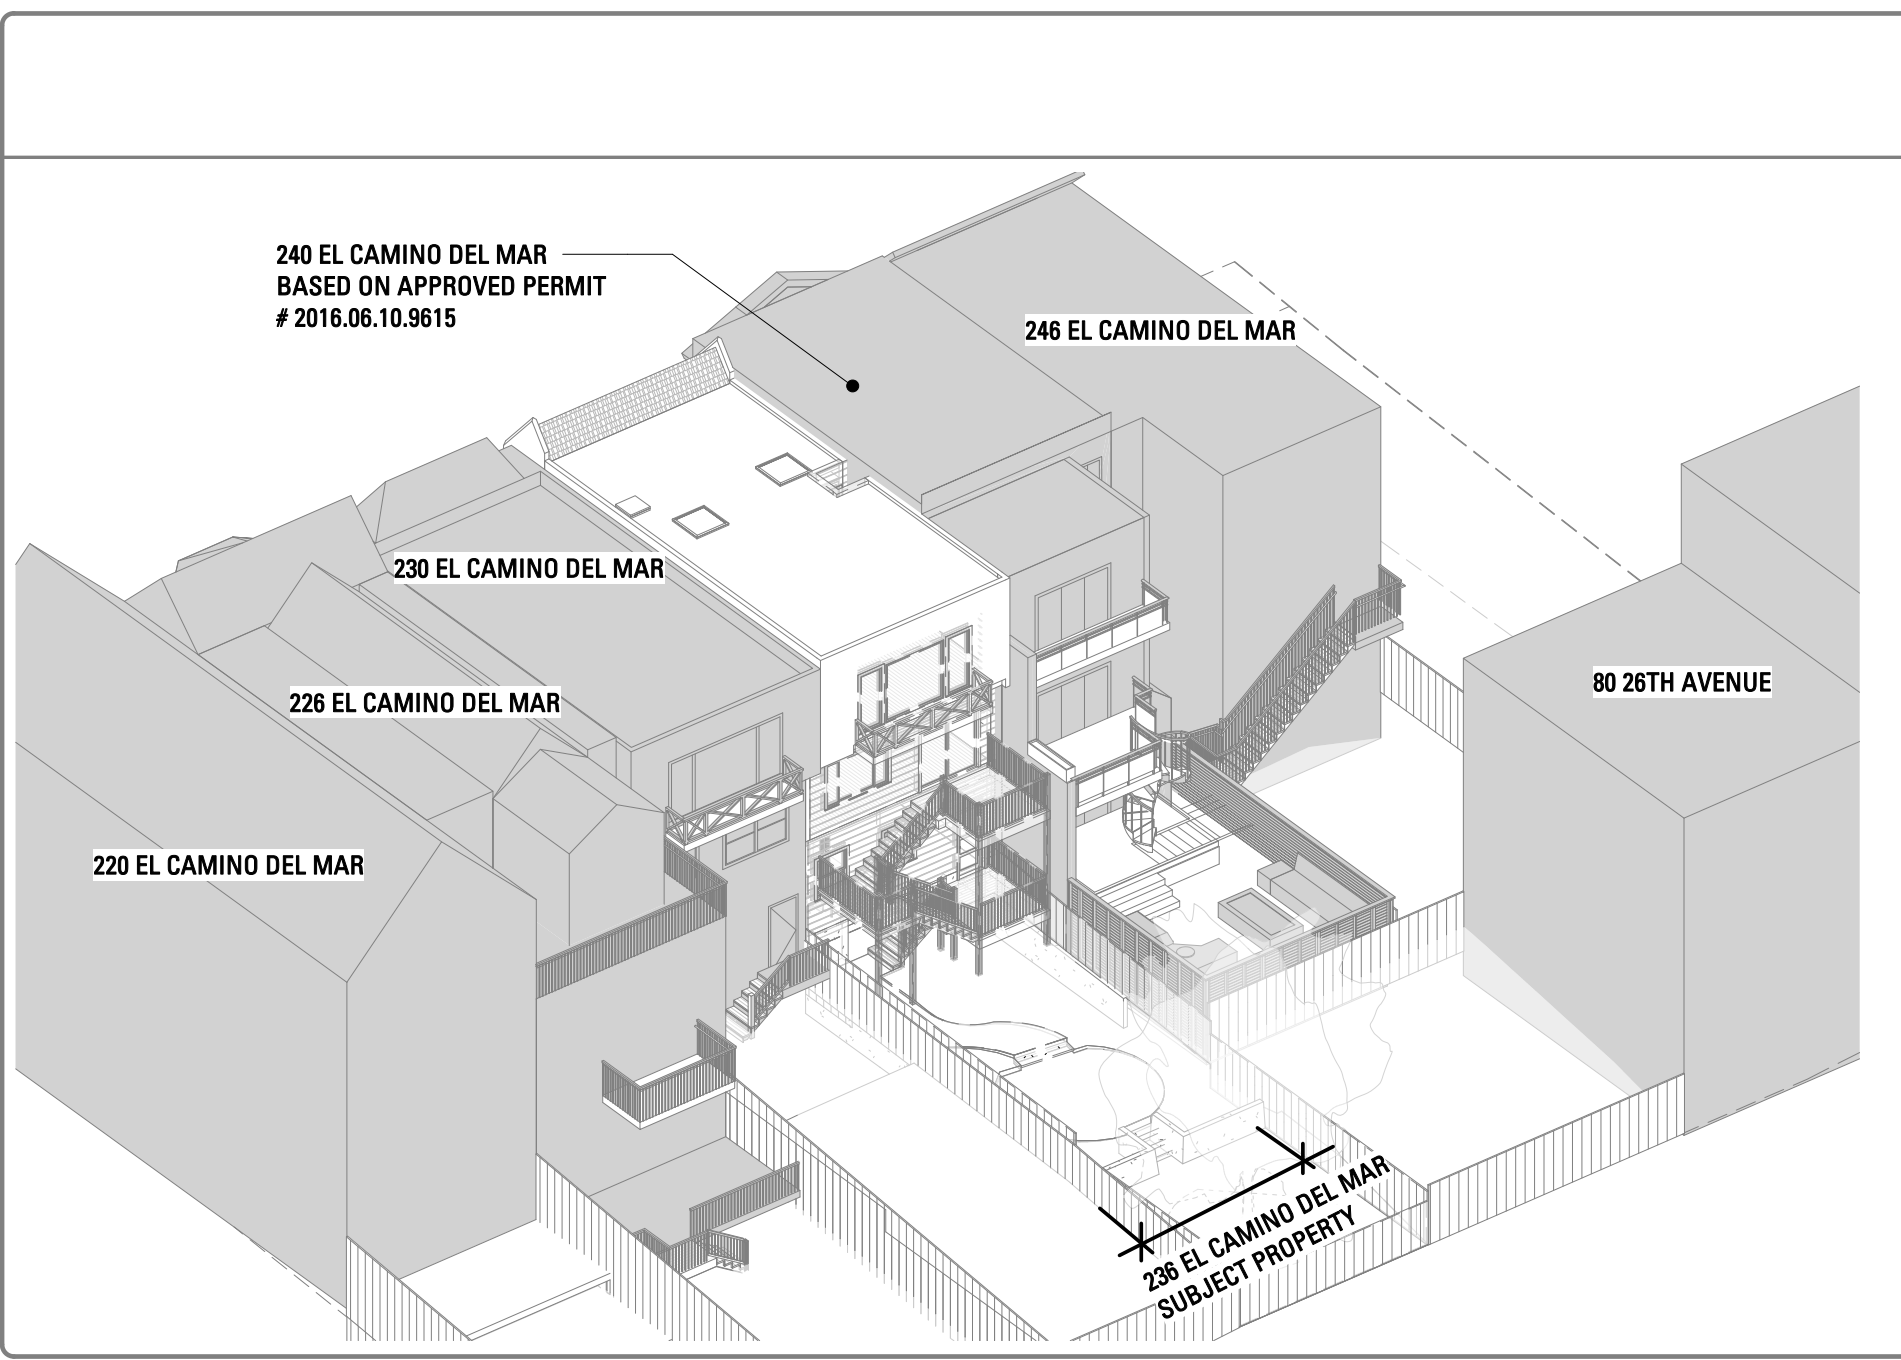 240 EL CAMINO DEL MAR
BASED ON APPROVED PERMIT
# 2016.06.10.9615
246 EL CAMINO DEL MAR
230 EL CAMINO DEL MAR
80 26TH AVENUE
226 EL CAMINO DEL MAR
220 EL CAMINO DEL MAR
236 EL CAMINO DEL MAR
SUBJECT PROPERTY